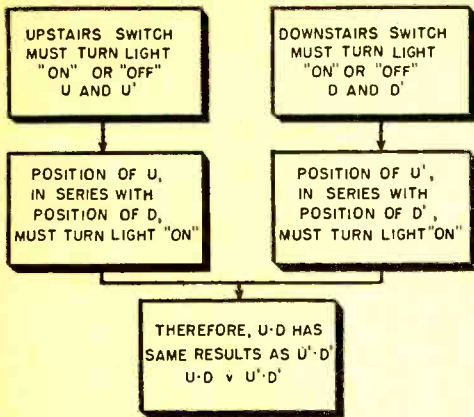 UPSTAIRS SWITCH
MUST TURN LIGHT
"ON" OR "OFF"
U AND U'
DOWNSTAIRS SWITCH
MUST TURN LIGHT
"ON" OR "OFF"
D AND D'
POSITION OF U,
IN SERIES WITH
POSITION OF D,
MUST TURN LIGHT "ON"
POSITION OF U',
IN SERIES WITH
POSITION OF D',
MUST TURN LIGHT "ON"
THEREFORE, U·D HAS
SAME RESULTS AS U'·D'
U·D v U'·D'